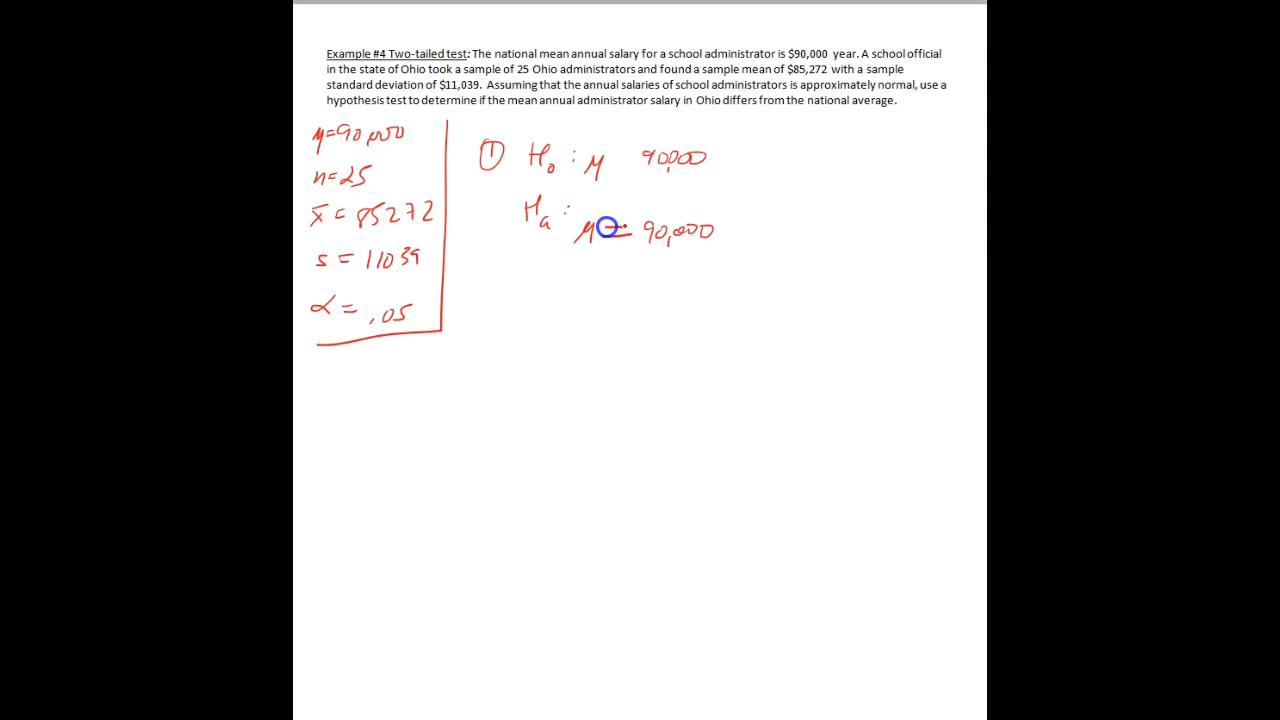 Example #4 Two-tailed test: The national mean annual salary for a school administrator is $90,000 year. A school official
in the state of Ohio took a sample of 25 Ohio administrators and found a sample mean of $85,272 with a sample
standard deviation of $11,039. Assuming that the annual salaries of school administrators is approximately normal, use a
hypothesis test to determine if the mean annual administrator salary in Ohio differs from the national average.
μ=90,000
n=25
x̄ = 85272
s = 11039
α = .05
① H₀ : μ 90,000
Hₐ :
μ = 90,000